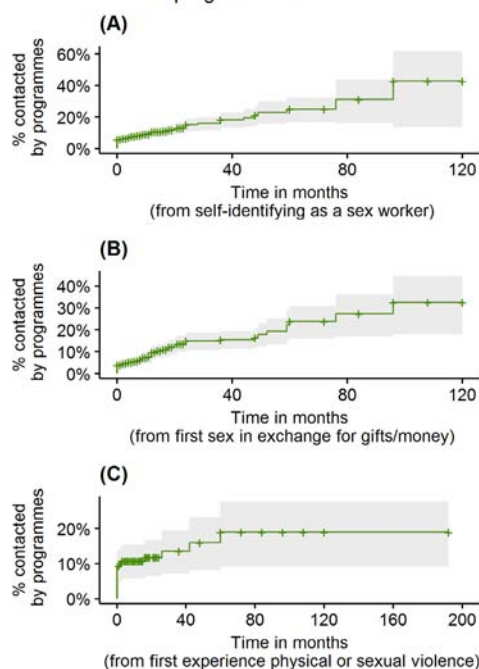 (A)
60%
40%
20%
0%
% contacted
by programmes
0 40 80 120
Time in months
(from self-identifying as a sex worker)
(B)
40%
30%
20%
10%
0%
% contacted
by programmes
0 40 80 120
Time in months
(from first sex in exchange for gifts/money)
(C)
20%
10%
0%
% contacted
by programmes
0 40 80 120 160 200
Time in months
(from first experience physical or sexual violence)